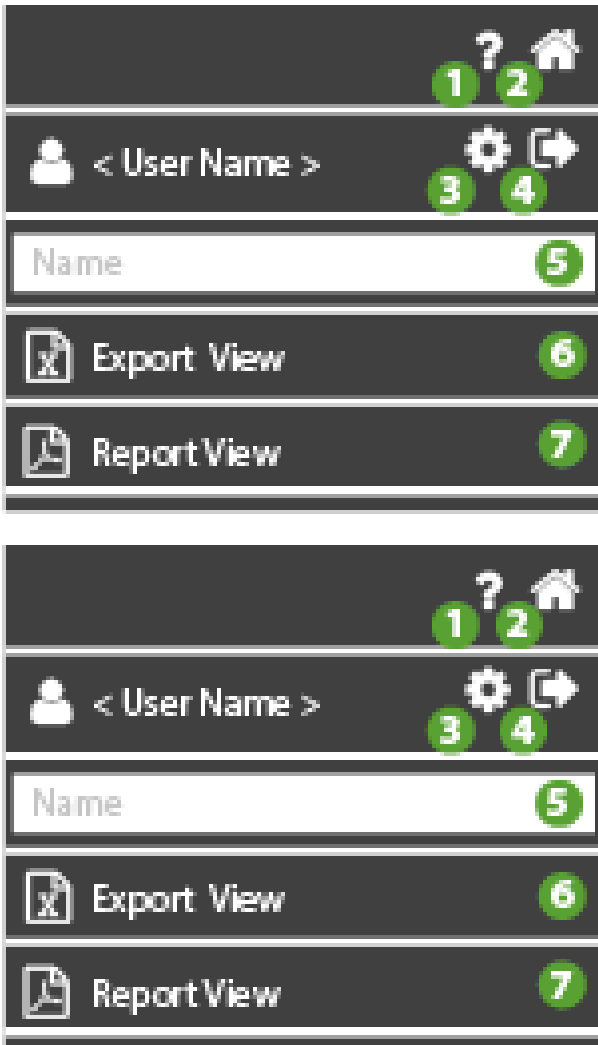 ?
1 2
< User Name >
3 4
Name 5
Export View 6
Report View 7
?
1 2
< User Name >
3 4
Name 5
Export View 6
Report View 7